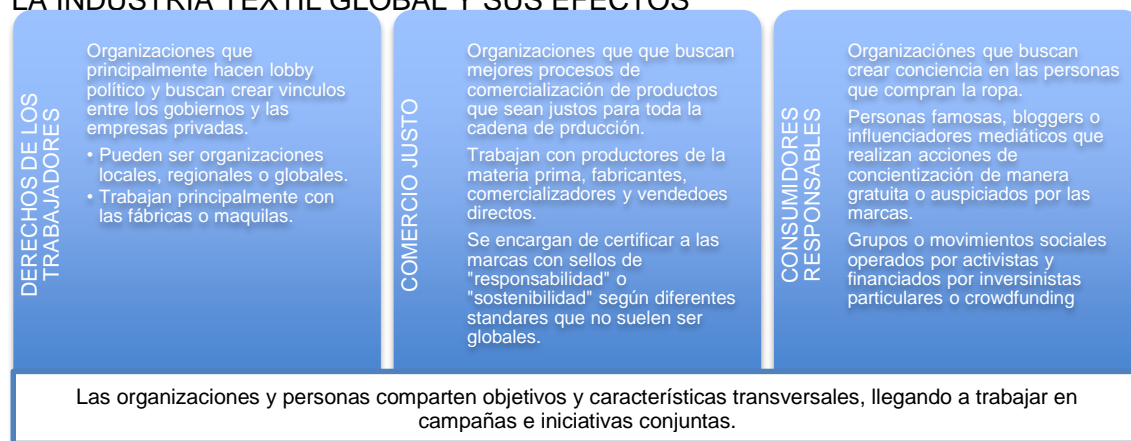 LA INDUSTRIA TEXTIL GLOBAL Y SUS EFECTOS
DERECHOS DE LOS
TRABAJADORES
Organizaciones que
principalmente hacen lobby
político y buscan crear vinculos
entre los gobiernos y las
empresas privadas.
• Pueden ser organizaciones
locales, regionales o globales.
• Trabajan principalmente con
las fábricas o maquilas.
COMERCIO JUSTO
Organizaciones que que buscan
mejores procesos de
comercialización de productos
que sean justos para toda la
cadena de prducción.
Trabajan con productores de la
materia prima, fabricantes,
comercializadores y vendedoes
directos.
Se encargan de certificar a las
marcas con sellos de
"responsabilidad" o
"sostenibilidad" según diferentes
standares que no suelen ser
globales.
CONSUMIDORES
RESPONSABLES
Organizaciónes que buscan
crear conciencia en las personas
que compran la ropa.
Personas famosas, bloggers o
influenciadores mediáticos que
realizan acciones de
concientización de manera
gratuita o auspiciados por las
marcas.
Grupos o movimientos sociales
operados por activistas y
financiados por inversinistas
particulares o crowdfunding
Las organizaciones y personas comparten objetivos y características transversales, llegando a trabajar en
campañas e iniciativas conjuntas.